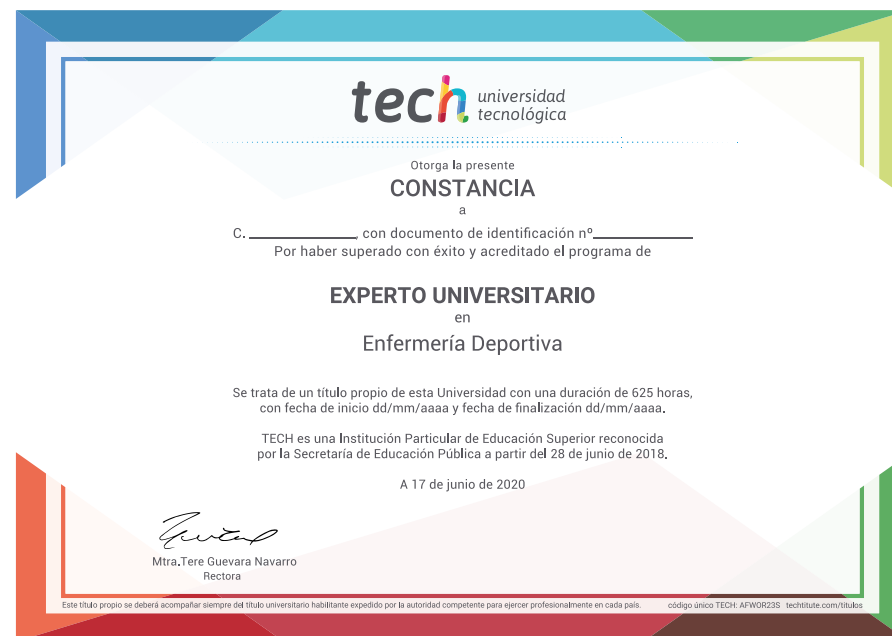 tech universidad
tecnológica
Otorga la presente
CONSTANCIA
a
C. ____________, con documento de identificación nº____________
Por haber superado con éxito y acreditado el programa de
EXPERTO UNIVERSITARIO
en
Enfermería Deportiva
Se trata de un título propio de esta Universidad con una duración de 625 horas,
con fecha de inicio dd/mm/aaaa y fecha de finalización dd/mm/aaaa.
TECH es una Institución Particular de Educación Superior reconocida
por la Secretaría de Educación Pública a partir del 28 de junio de 2018.
A 17 de junio de 2020
Mtra.Tere Guevara Navarro
Rectora
Este título propio se deberá acompañar siempre del título universitario habilitante expedido por la autoridad competente para ejercer profesionalmente en cada país. código único TECH: AFWOR23S techtitute.com/titulos